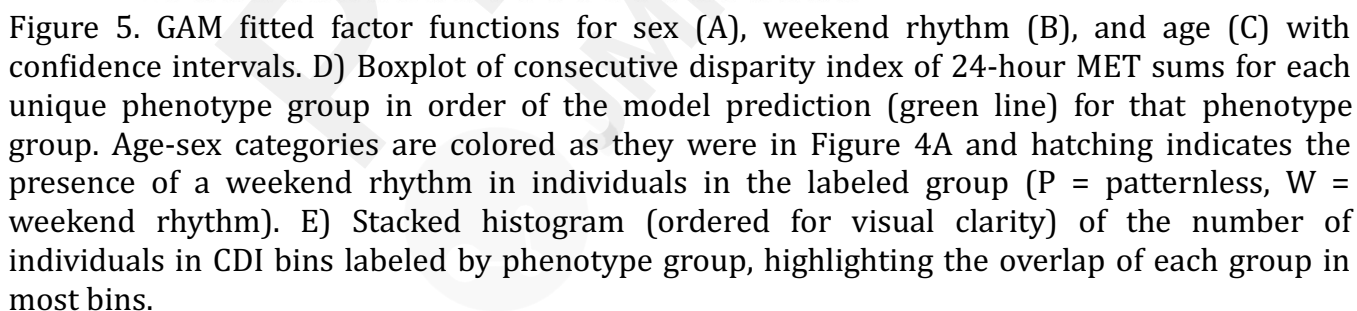 Figure 5. GAM fitted factor functions for sex (A), weekend rhythm (B), and age (C) with
confidence intervals. D) Boxplot of consecutive disparity index of 24-hour MET sums for each
unique phenotype group in order of the model prediction (green line) for that phenotype
group. Age-sex categories are colored as they were in Figure 4A and hatching indicates the
presence of a weekend rhythm in individuals in the labeled group (P = patternless, W =
weekend rhythm). E) Stacked histogram (ordered for visual clarity) of the number of
individuals in CDI bins labeled by phenotype group, highlighting the overlap of each group in
most bins.